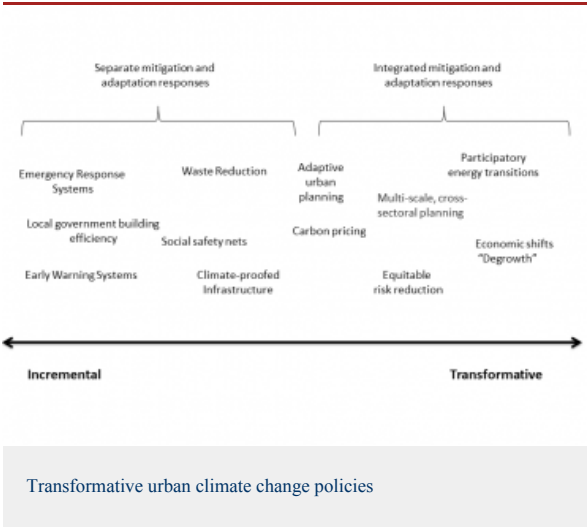 Separate mitigation and
adaptation responses
Integrated mitigation and
adaptation responses
Emergency Response
Systems
Waste Reduction
Adaptive
urban
planning
Participatory
energy transitions
Multi-scale, cross-
sectoral planning
Local government building
efficiency
Social safety nets
Carbon pricing
Economic shifts
"Degrowth"
Early Warning Systems
Climate-proofed
Infrastructure
Equitable
risk reduction
Incremental
Transformative
Transformative urban climate change policies